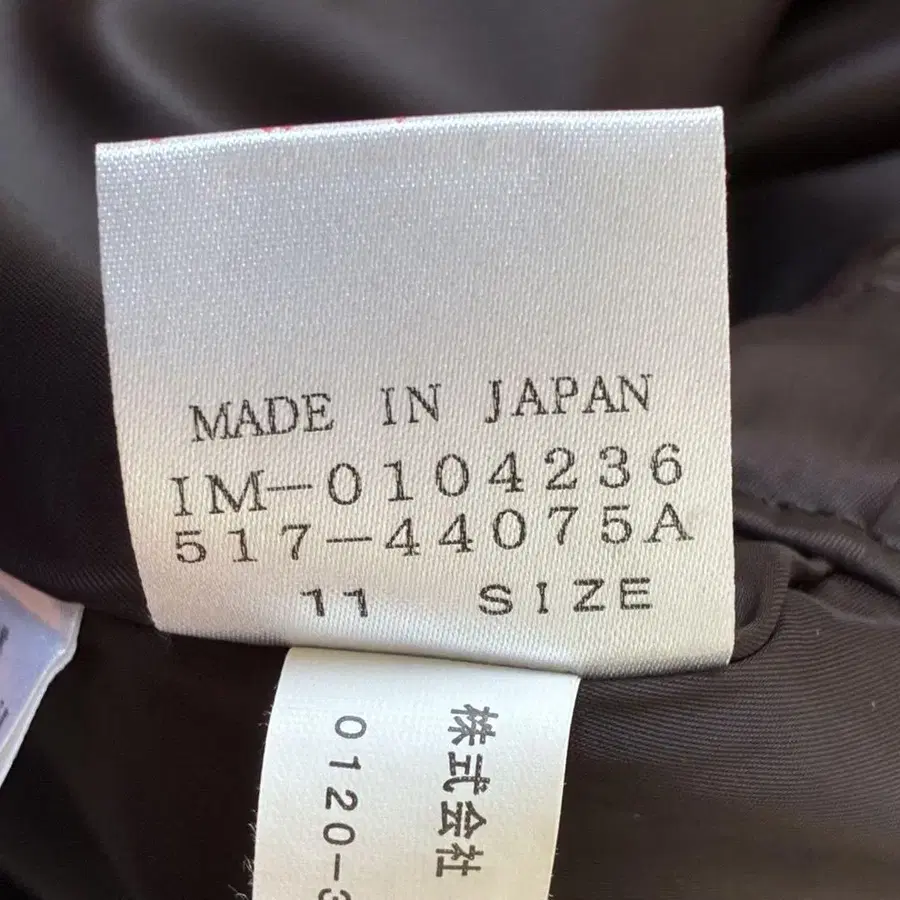 MADE IN JAPAN
IM-0104236
517-44075A
11 SIZE
株式会社
0120-3